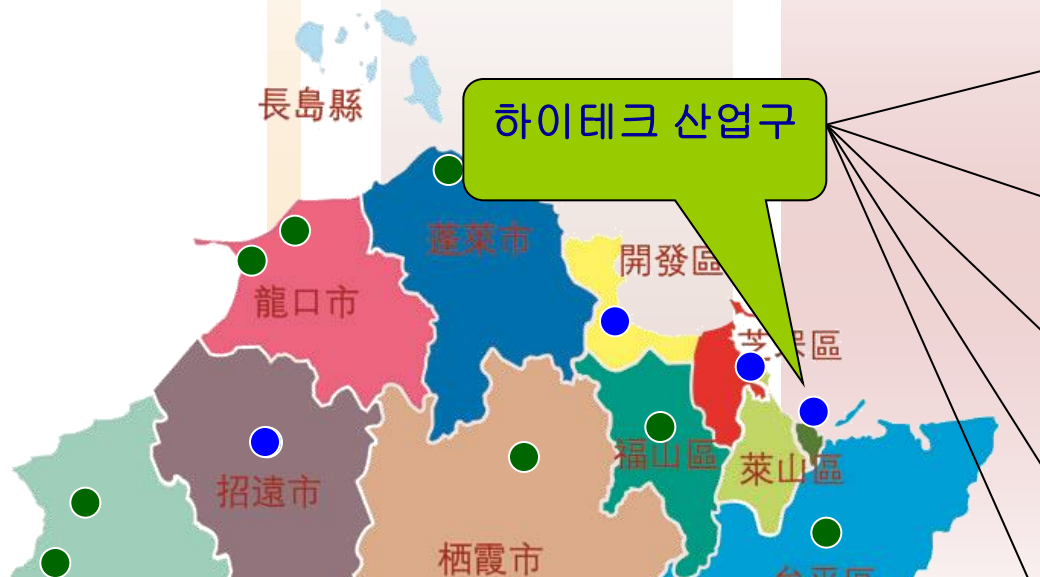 長島縣
하이테크 산업구
蓬萊市
開發區
龍口市
芝罘區
福山區
萊山區
招遠市
栖霞市